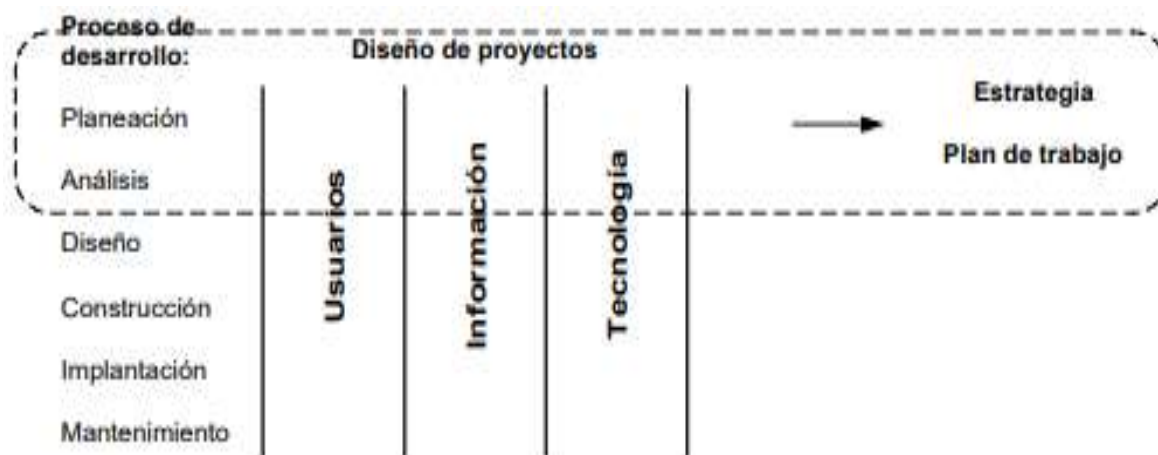 Proceso de
desarrollo:
Diseño de proyectos
Planeación
Análisis
Diseño
Construcción
Implantación
Mantenimiento
Usuarios
Información
Tecnología
Estrategia
Plan de trabajo